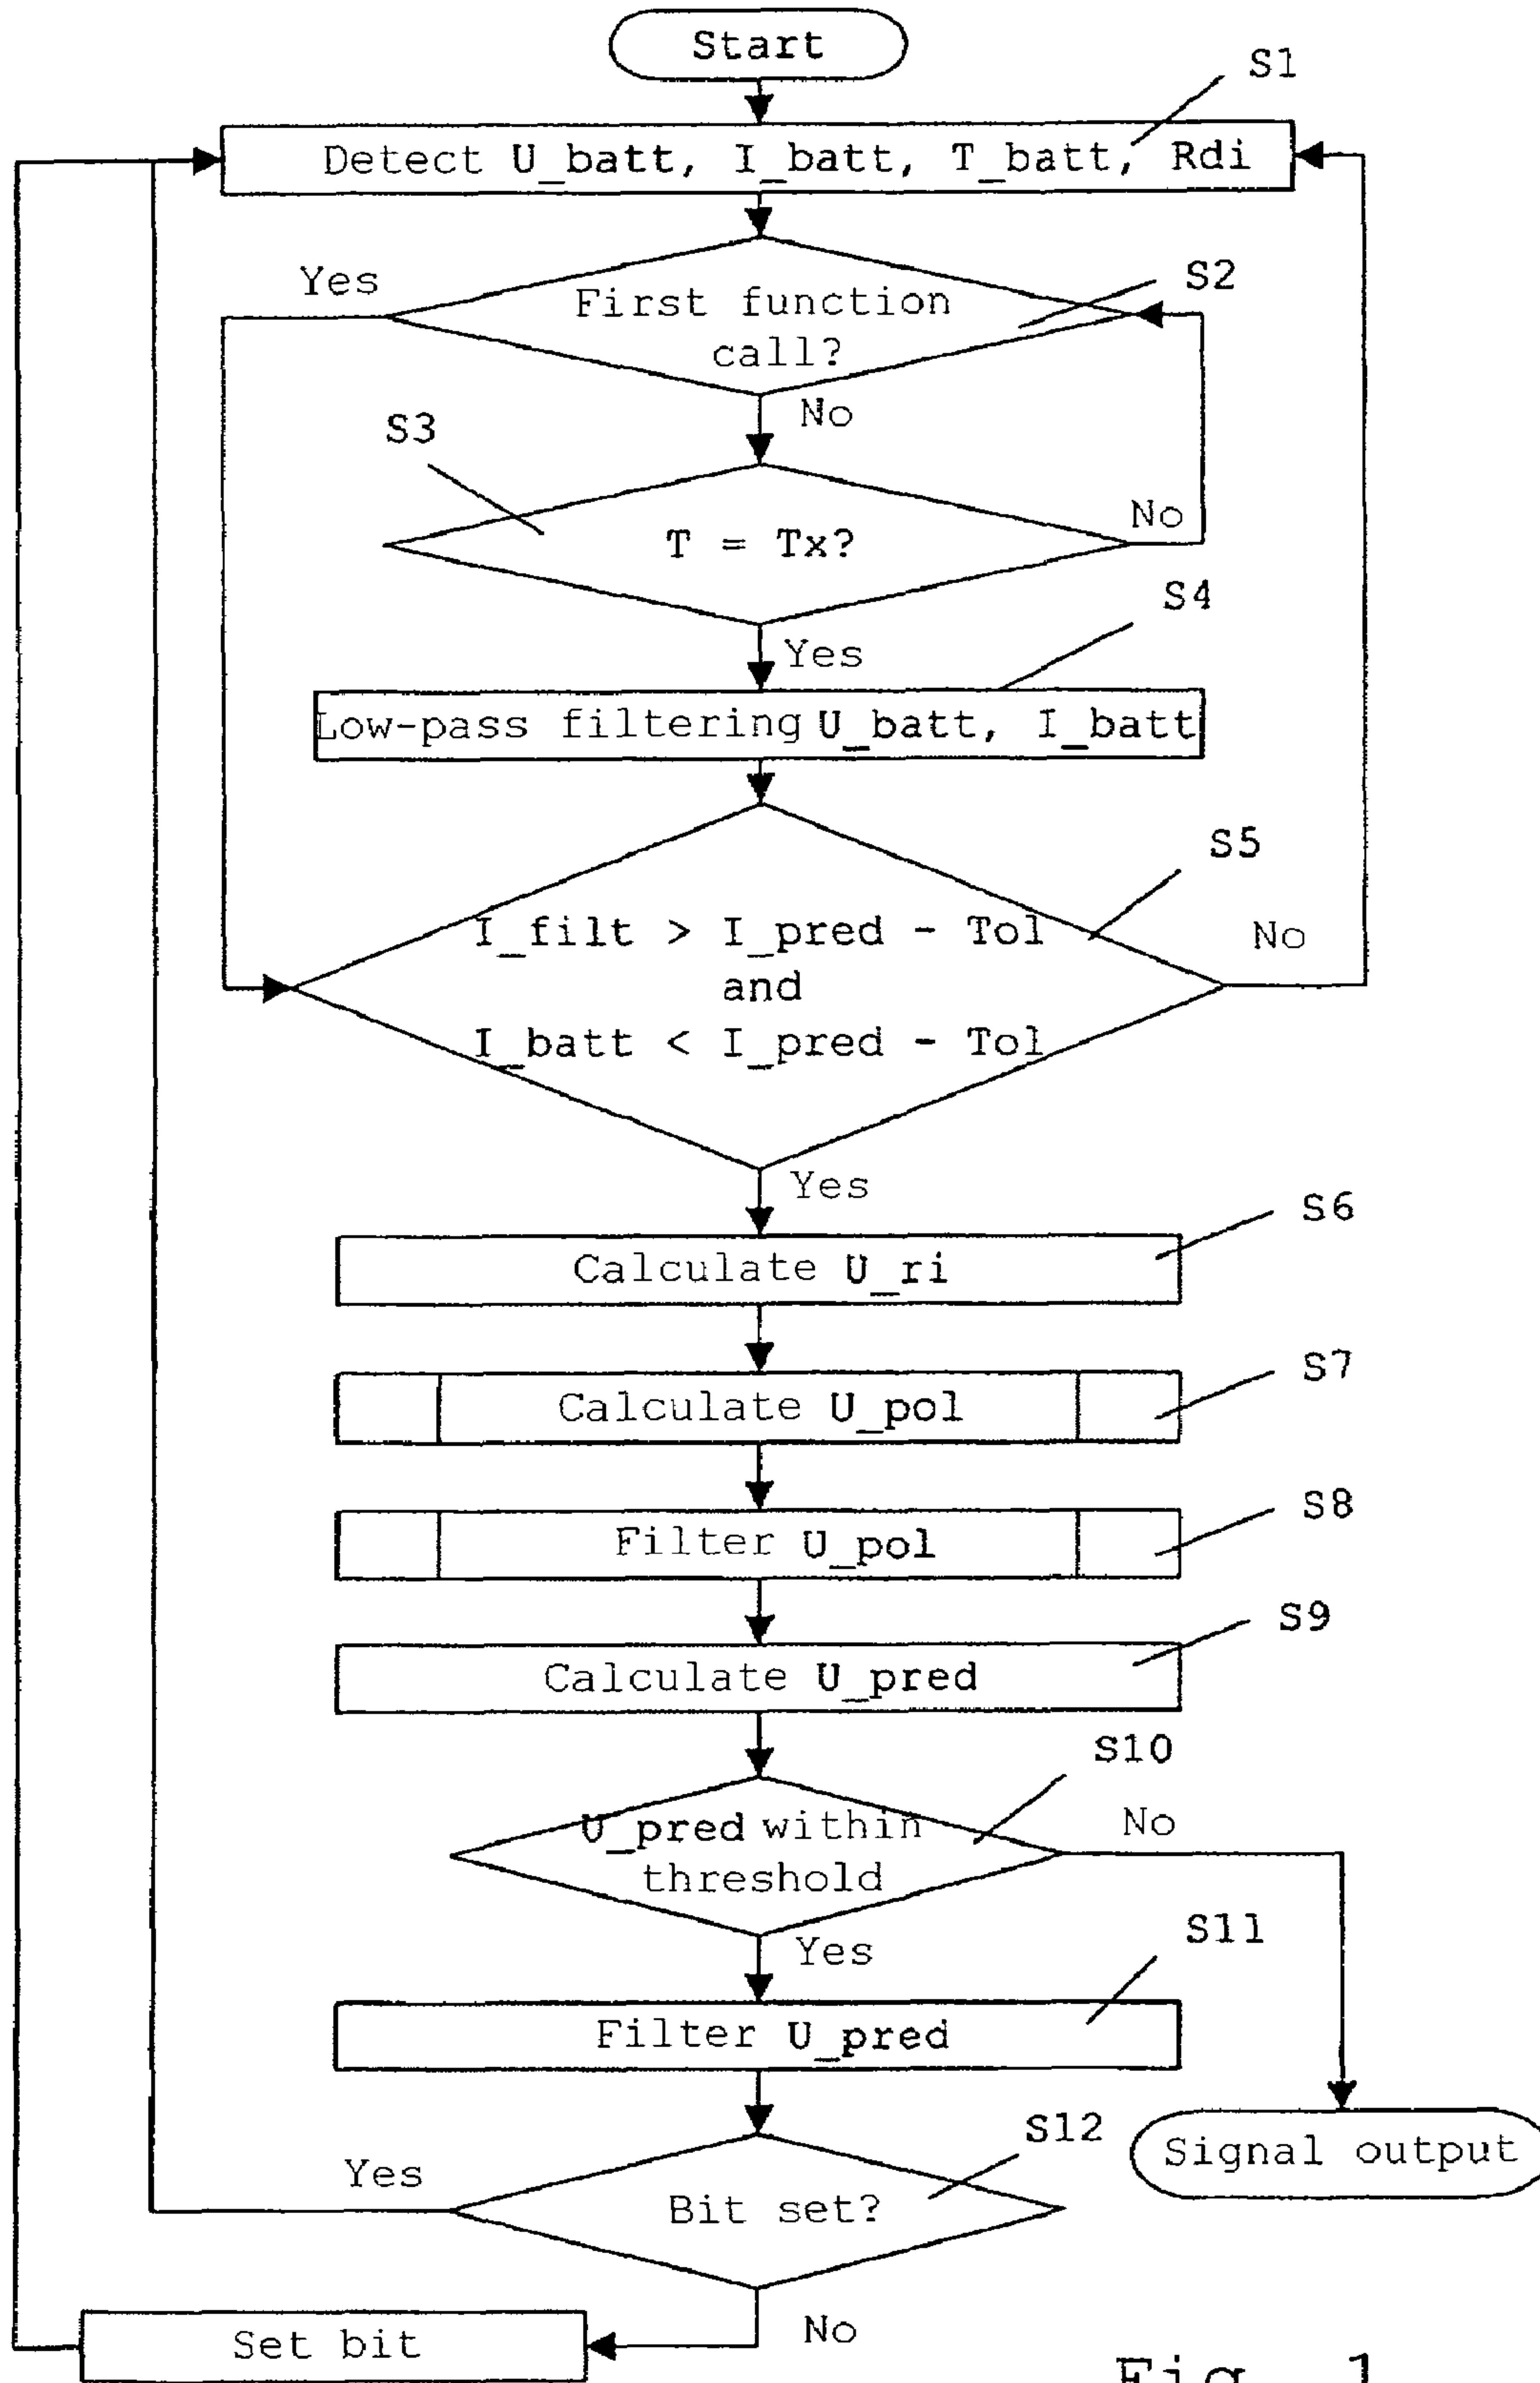 Start
S1
Detect U_batt, I_batt, T_batt, Rdi
Yes
S2
First function
call?
No
S3
No
T = Tx?
S4
Yes
Low-pass filtering U_batt, I_batt
S5
I_filt > I_pred - Tol
No
and
I_batt < I_pred - Tol
Yes
S6
Calculate U_ri
S7
Calculate U_pol
S8
Filter U_pol
S9
Calculate U_pred
S10
No
U_pred within
threshold
S11
Yes
Filter U_pred
S12
Signal output
Yes
Bit set?
No
Set bit
Fig. 1